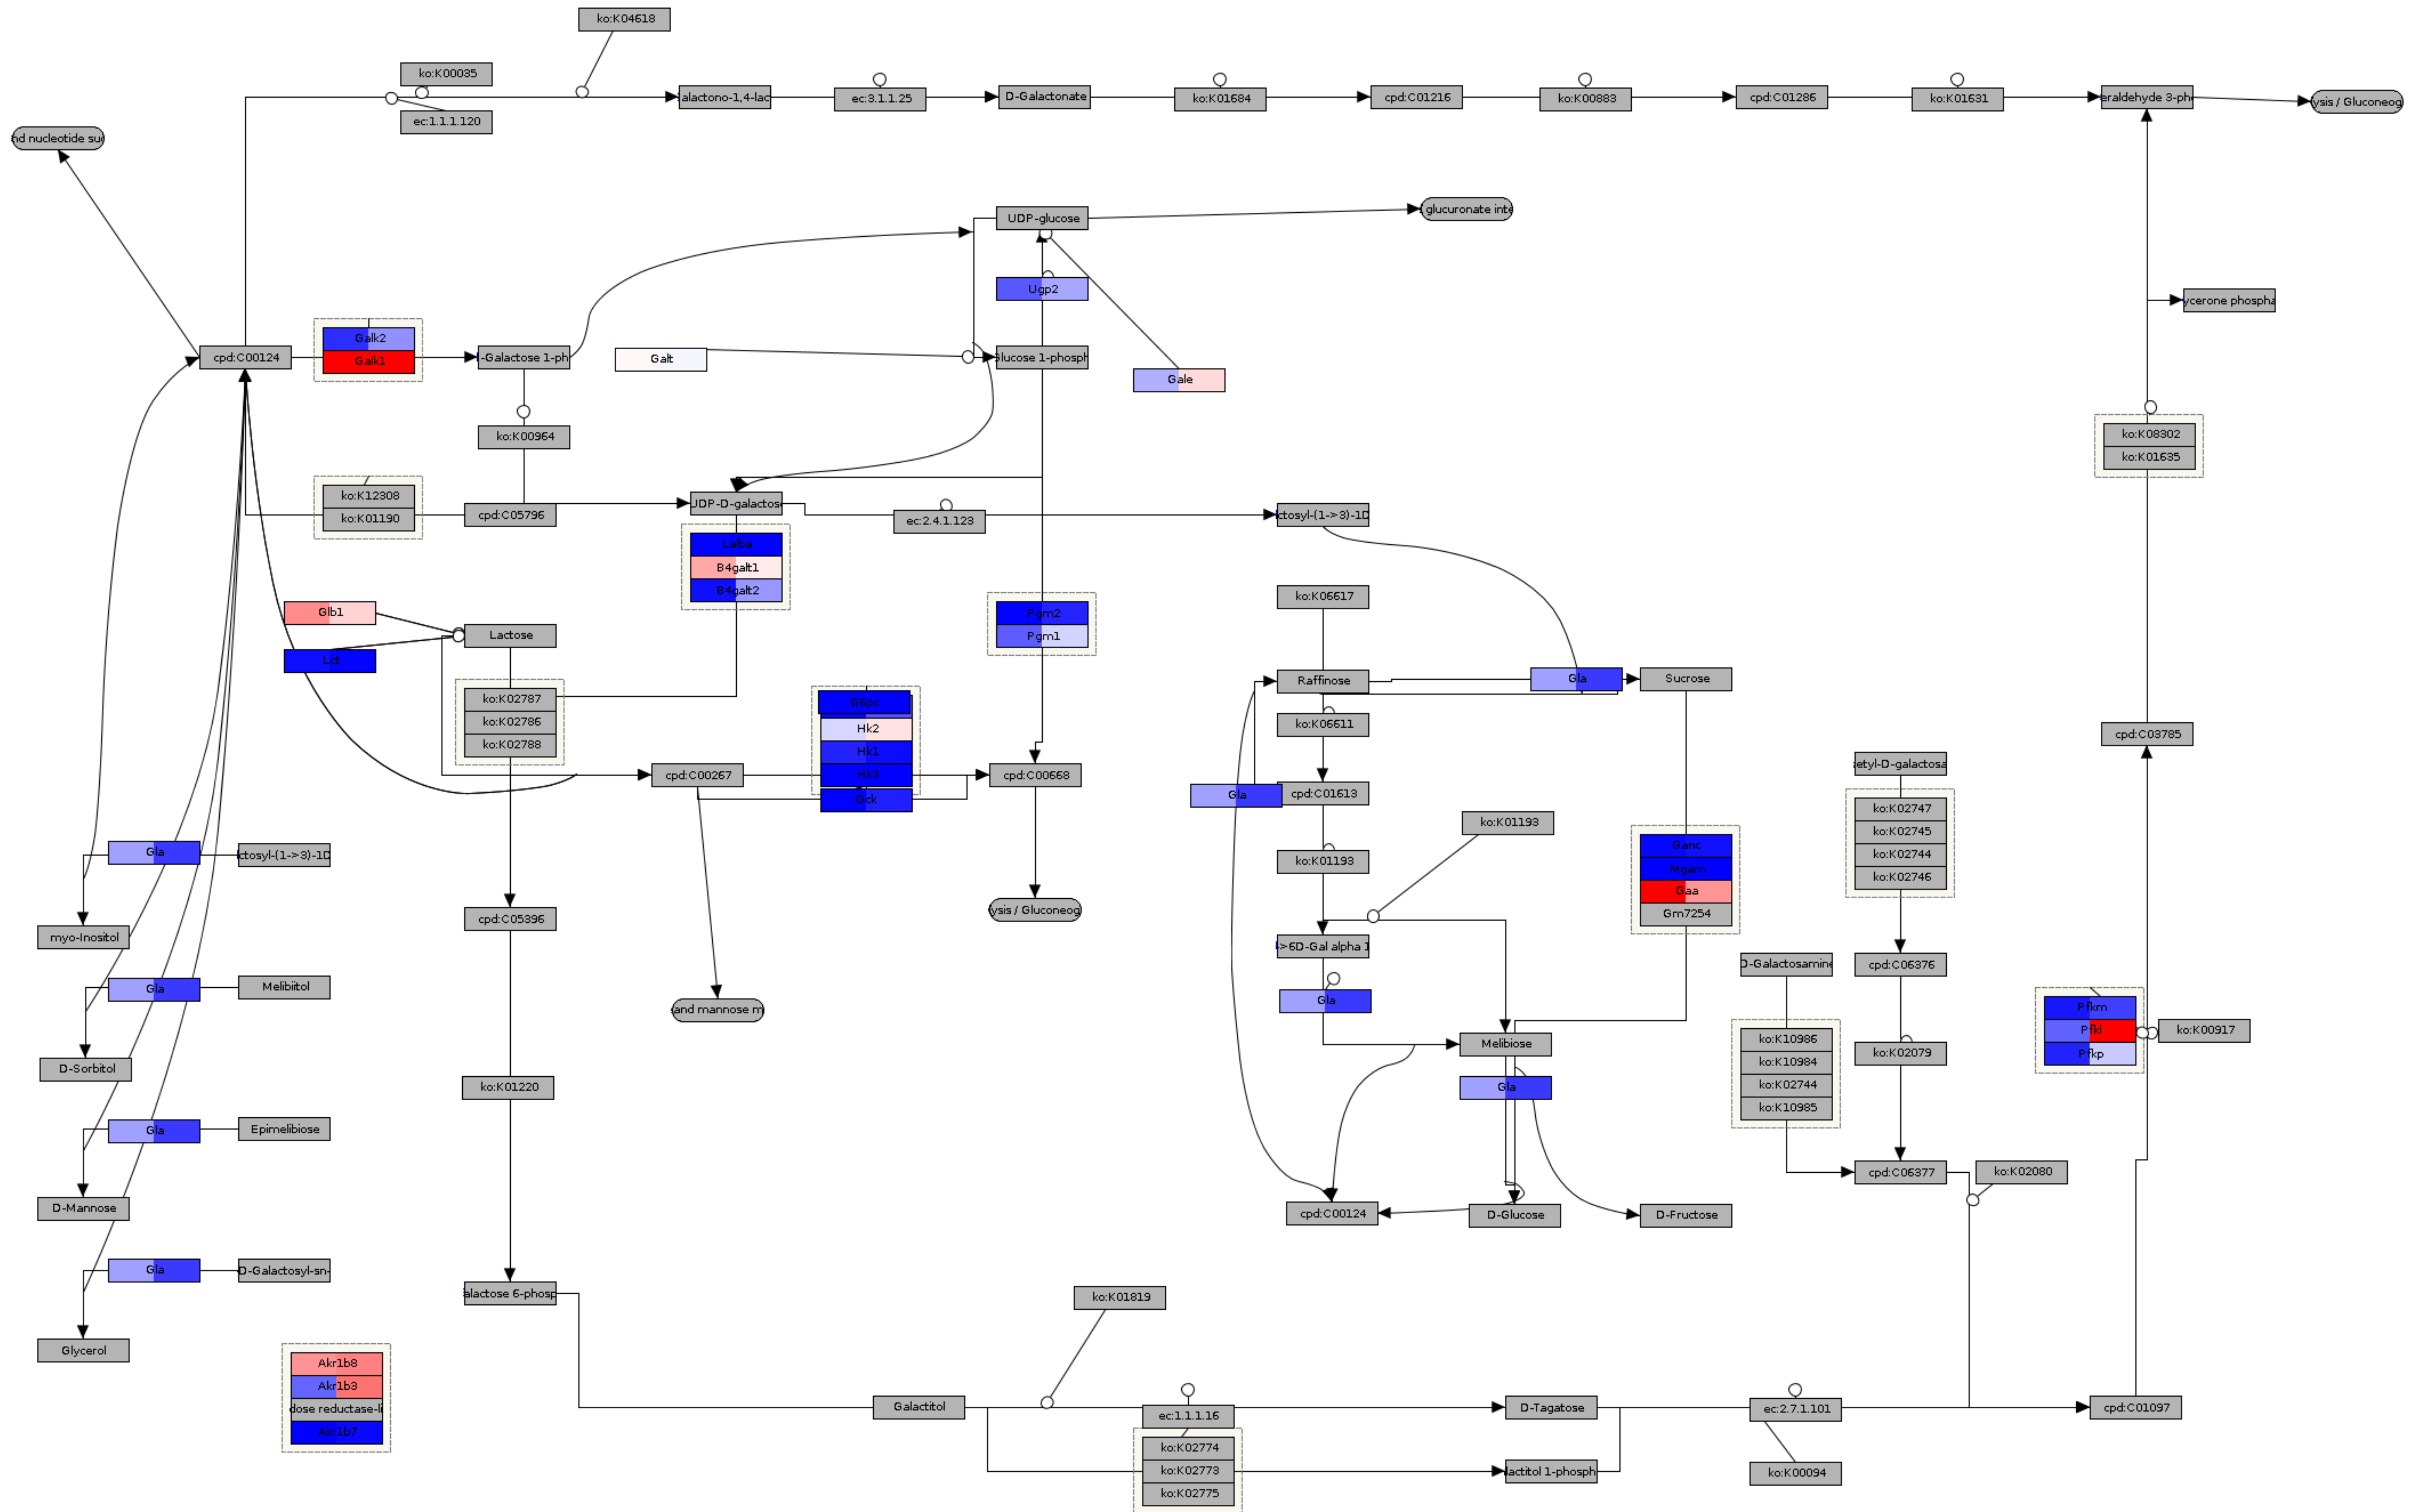 ko:K04618
ko:K00035
ec:1.1.1.120
alactono-1,4-lact
ec:3.1.1.25
D-Galactonate
ko:K01684
cpd:C01216
ko:K00883
cpd:C01286
ko:K01631
eraldehyde 3-pho
ysis / Gluconeog
nd nucleotide sug
UDP-glucose
glucuronate inte
Ugp2
ycerone phospha
Galk2
Galk1
cpd:C00124
-Galactose 1-ph
Galt
Glucose 1-phosph
Gale
ko:K00964
ko:K08302
ko:K01635
ko:K12308
ko:K01190
cpd:C05796
UDP-D-galactose
ec:2.4.1.123
ctosyl-(1->3)-1D
Lalba
B4galt1
B4galt2
Glb1
Lct
Lactose
Pgm2
Pgm1
ko:K06617
Raffinose
Gla
Sucrose
ko:K02787
ko:K02786
ko:K02788
G6pc
Hk2
Hk1
Hk3
Gck
ko:K06611
cpd:C03785
cpd:C00267
cpd:C00668
Gla
cpd:C01613
etyl-D-galactosa
ko:K02747
ko:K02745
ko:K02744
ko:K02746
ko:K01193
ko:K01193
Ganc
Mgam
Gaa
Gm7254
Gla
ctosyl-(1->3)-1D
myo-Inositol
cpd:C05396
ysis / Gluconeog
->6D-Gal alpha 1
D-Galactosamine
cpd:C06376
Gla
Melibiitol
and mannose m
Gla
Pfkm
Pfkl
Pfkp
ko:K00917
Melibiose
ko:K10986
ko:K10984
ko:K02744
ko:K10985
ko:K02079
D-Sorbitol
ko:K01220
Gla
Gla
Epimelibiose
cpd:C06377
ko:K02080
D-Mannose
cpd:C00124
D-Glucose
D-Fructose
Gla
D-Galactosyl-sn-
alactose 6-phosp
ko:K01819
Glycerol
Akr1b8
Akr1b3
dose reductase-li
Akr1b7
Galactitol
ec:1.1.1.16
D-Tagatose
ec:2.7.1.101
cpd:C01097
ko:K02774
ko:K02773
ko:K02775
lactitol 1-phosph
ko:K00094